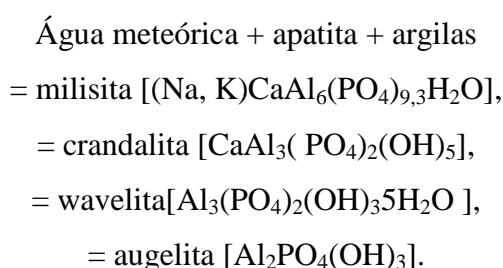 Água meteórica + apatita + argilas
= milisita [(Na, K)CaAl₆(PO₄)₉,₃H₂O],
= crandalita [CaAl₃( PO₄)₂(OH)₅],
= wavelita[Al₃(PO₄)₂(OH)₃5H₂O ],
= augelita [Al₂PO₄(OH)₃].